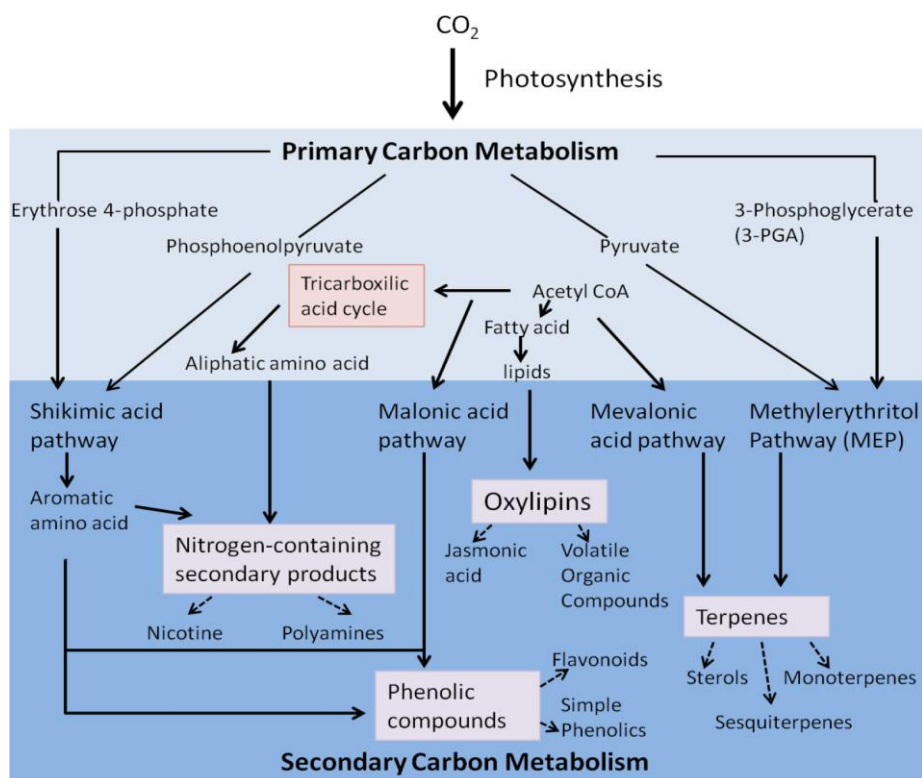 CO₂
Photosynthesis
Primary Carbon Metabolism
Erythrose 4-phosphate
3-Phosphoglycerate
(3-PGA)
Phosphoenolpyruvate
Pyruvate
Tricarboxilic
acid cycle
Acetyl CoA
Fatty acid
Aliphatic amino acid
lipids
Shikimic acid
pathway
Malonic acid
pathway
Mevalonic
acid pathway
Methylerythritol
Pathway (MEP)
Aromatic
amino acid
Oxylipins
Nitrogen-containing
secondary products
Jasmonic
acid
Volatile
Organic
Compounds
Terpenes
Nicotine
Polyamines
Flavonoids
Sterols
Monoterpenes
Phenolic
compounds
Simple
Phenolics
Sesquiterpenes
Secondary Carbon Metabolism